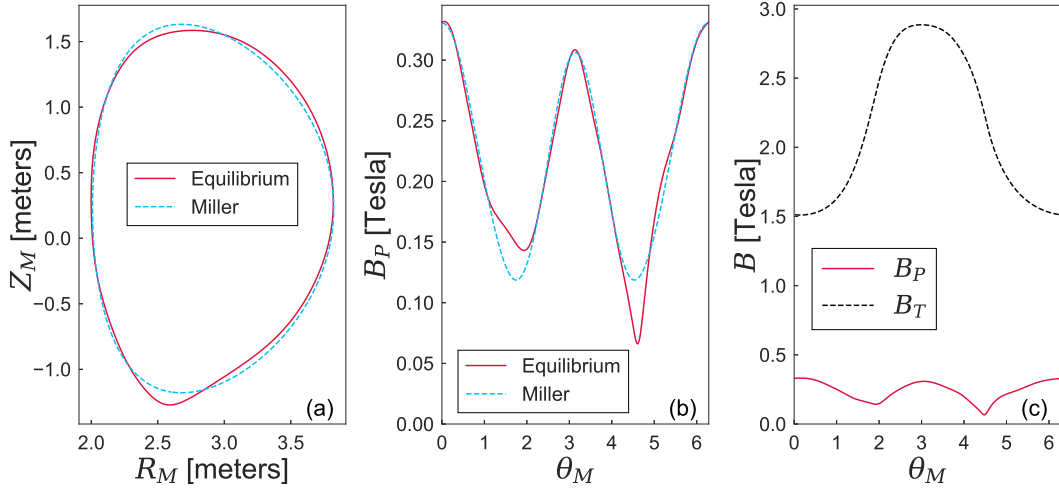 1.5
1.0
0.5
0.0
−0.5
−1.0
Z_M [meters]
Equilibrium
Miller
(a)
2.0 2.5 3.0 3.5
R_M [meters]
0.30
0.25
0.20
0.15
0.10
0.05
0.00
B_P [Tesla]
Equilibrium
Miller
(b)
0 1 2 3 4 5 6
θ_M
3.0
2.5
2.0
1.5
1.0
0.5
0.0
B [Tesla]
B_P
B_T
(c)
0 1 2 3 4 5 6
θ_M